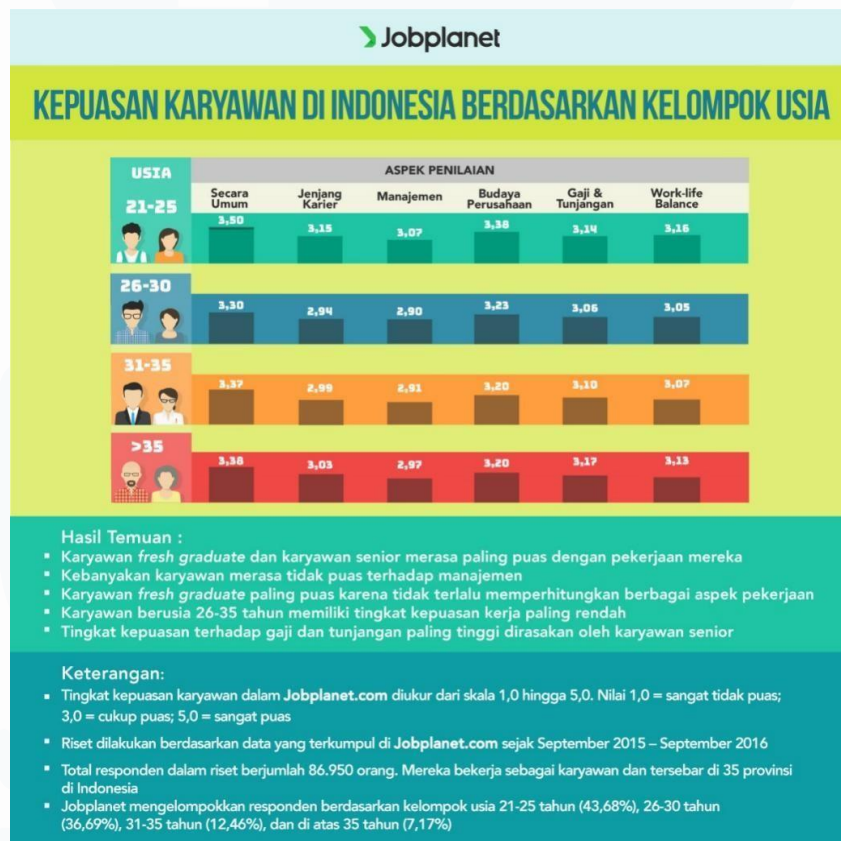 Jobplanet
KEPUASAN KARYAWAN DI INDONESIA BERDASARKAN KELOMPOK USIA
USIA
ASPEK PENILAIAN
Secara Umum
Jenjang Karier
Manajemen
Budaya Perusahaan
Gaji & Tunjangan
Work-life Balance
21-25
3,50 3,15 3,07 3,38 3,14 3,16
26-30
3,30 2,94 2,90 3,23 3,06 3,05
31-35
3,37 2,99 2,91 3,20 3,10 3,07
>35
3,38 3,03 2,97 3,20 3,17 3,13
Hasil Temuan :
▪ Karyawan fresh graduate dan karyawan senior merasa paling puas dengan pekerjaan mereka
▪ Kebanyakan karyawan merasa tidak puas terhadap manajemen
▪ Karyawan fresh graduate paling puas karena tidak terlalu memperhitungkan berbagai aspek pekerjaan
▪ Karyawan berusia 26-35 tahun memiliki tingkat kepuasan kerja paling rendah
▪ Tingkat kepuasan terhadap gaji dan tunjangan paling tinggi dirasakan oleh karyawan senior
Keterangan:
▪ Tingkat kepuasan karyawan dalam Jobplanet.com diukur dari skala 1,0 hingga 5,0. Nilai 1,0 = sangat tidak puas;
3,0 = cukup puas; 5,0 = sangat puas
▪ Riset dilakukan berdasarkan data yang terkumpul di Jobplanet.com sejak September 2015 – September 2016
▪ Total responden dalam riset berjumlah 86.950 orang. Mereka bekerja sebagai karyawan dan tersebar di 35 provinsi
di Indonesia
▪ Jobplanet mengelompokkan responden berdasarkan kelompok usia 21-25 tahun (43,68%), 26-30 tahun
(36,69%), 31-35 tahun (12,46%), dan di atas 35 tahun (7,17%)